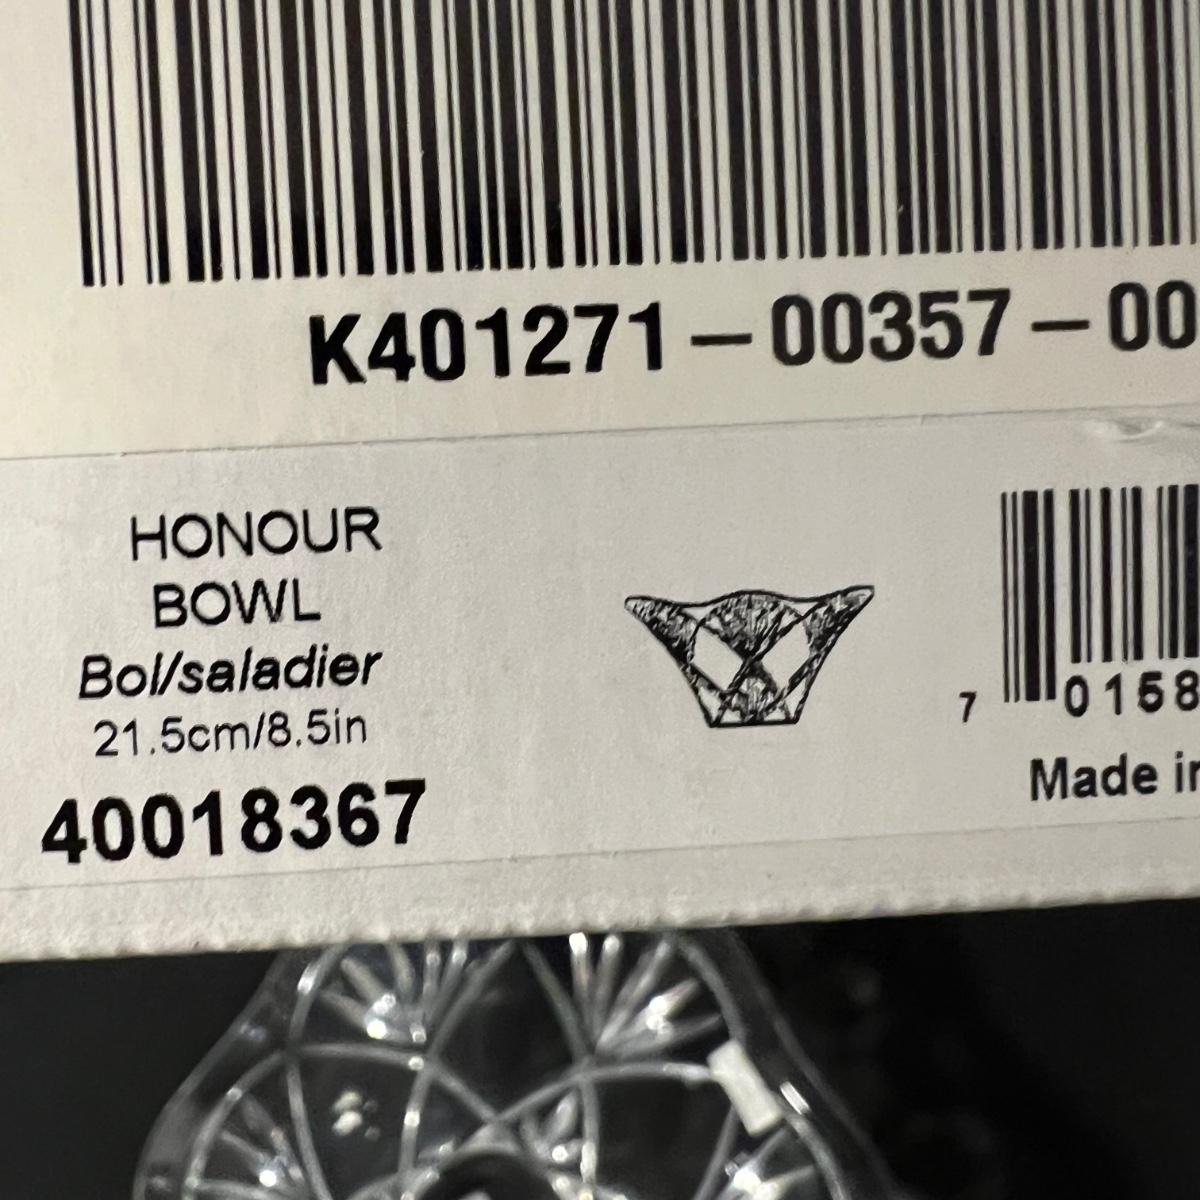 K401271-00357-00
HONOUR
BOWL
Bol/saladier
21.5cm/8.5in
40018367
7 0158
Made in